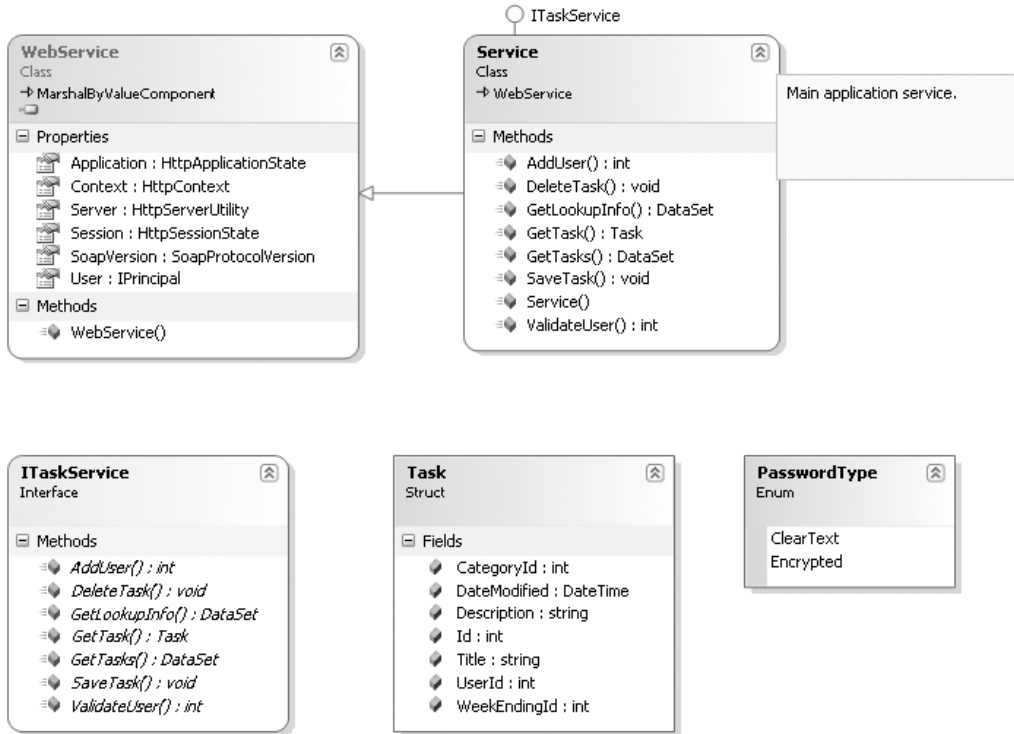 ITaskService
WebService
Class
MarshalByValueComponent
Properties
Application : HttpApplicationState
Context : HttpContext
Server : HttpServerUtility
Session : HttpSessionState
SoapVersion : SoapProtocolVersion
User : IPrincipal
Methods
WebService()
Service
Class
WebService
Methods
AddUser() : int
DeleteTask() : void
GetLookupInfo() : DataSet
GetTask() : Task
GetTasks() : DataSet
SaveTask() : void
Service()
ValidateUser() : int
Main application service.
ITaskService
Interface
Methods
AddUser() : int
DeleteTask() : void
GetLookupInfo() : DataSet
GetTask() : Task
GetTasks() : DataSet
SaveTask() : void
ValidateUser() : int
Task
Struct
Fields
CategoryId : int
DateModified : DateTime
Description : string
Id : int
Title : string
UserId : int
WeekEndingId : int
PasswordType
Enum
ClearText
Encrypted